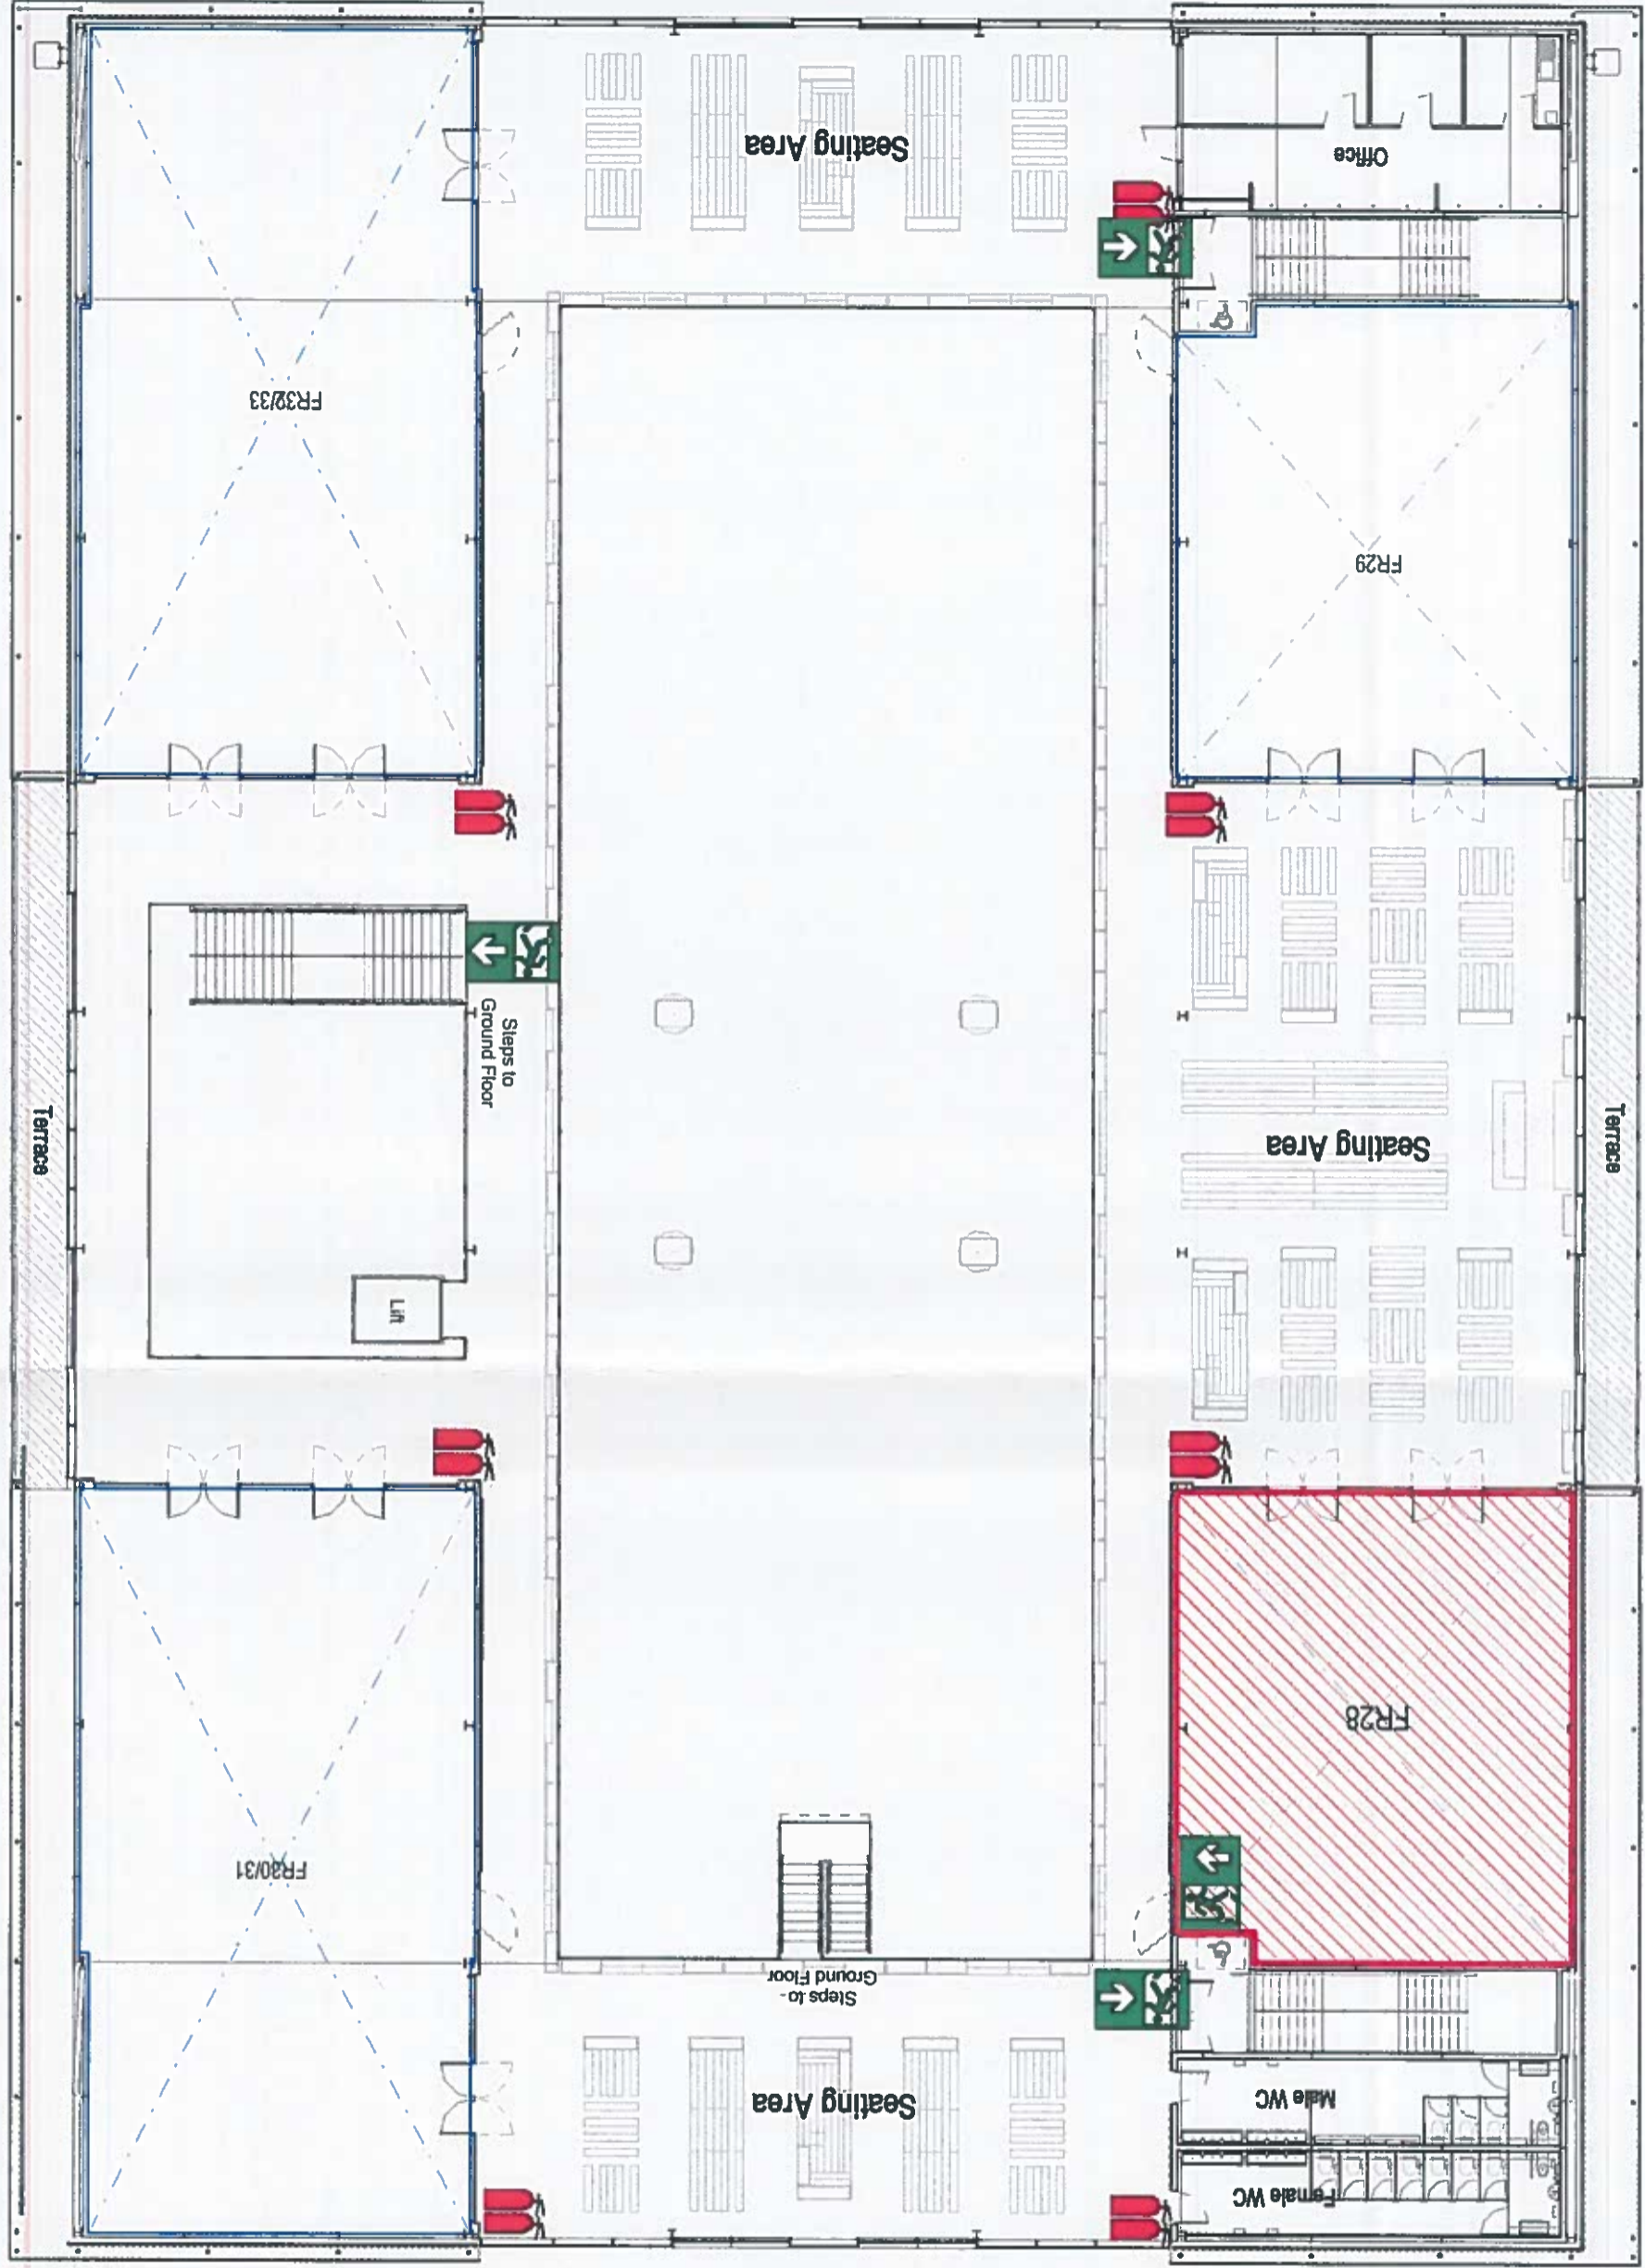 Seating Area
Office
FR32/33
FR29
Steps to
Ground Floor
Terrace
Seating Area
Terrace
Lift
FR28
FR30/31
Steps to
Ground Floor
Seating Area
Male WC
Female WC